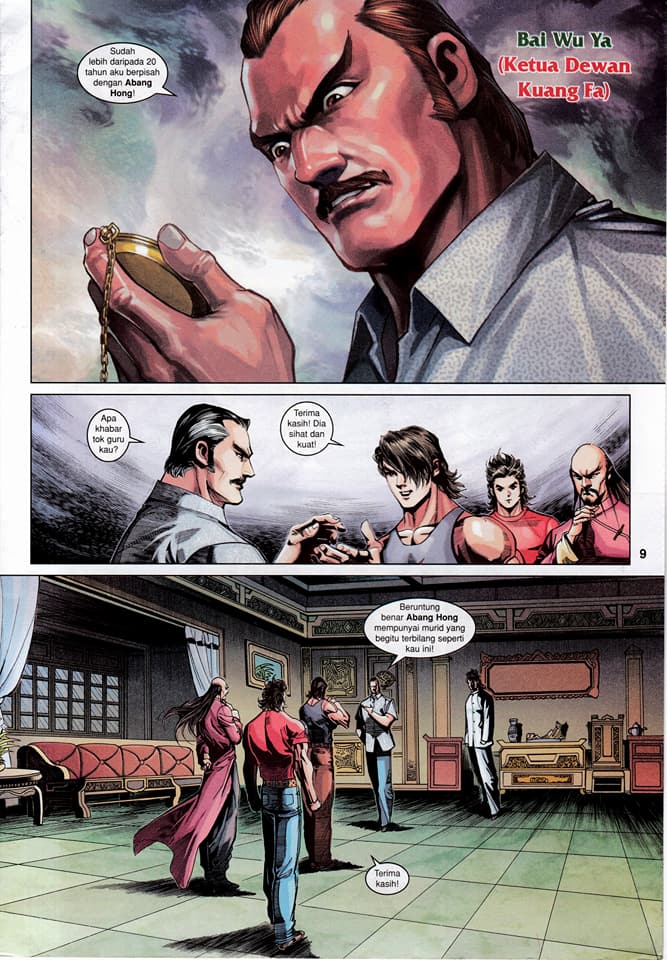 Sudah
lebih daripada 20
tahun aku berpisah
dengan Abang
Hong!
Bai Wu Ya
(Ketua Dewan
Kuang Fa)
Apa
khabar
tok guru
kau?
Terima
kasih! Dia
sihat dan
kuat!
9
Beruntung
benar Abang Hong
mempunyai murid yang
begitu terbilang seperti
kau ini!
Terima
kasih!